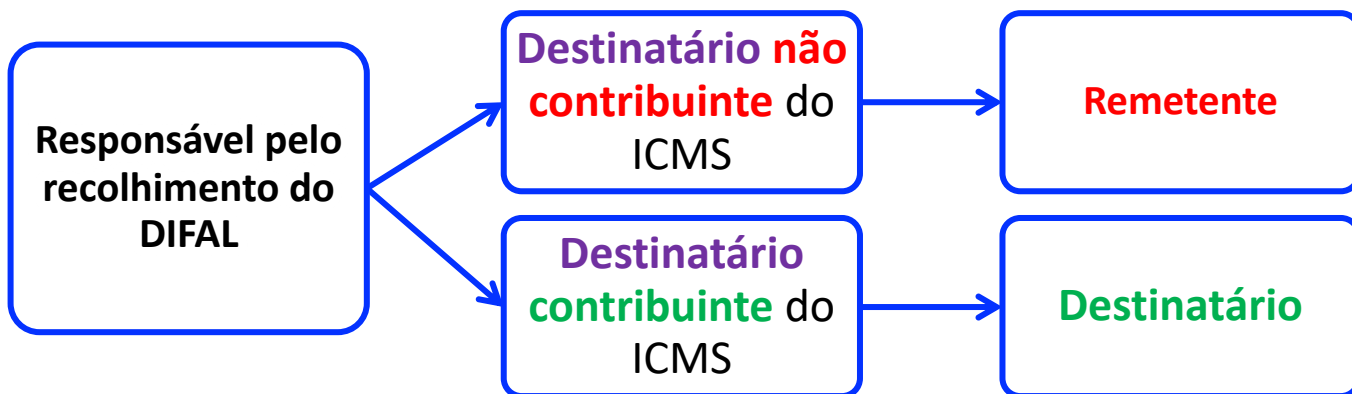 Responsável pelo
recolhimento do
DIFAL
Destinatário não
contribuinte do
ICMS
Remetente
Destinatário
contribuinte do
ICMS
Destinatário